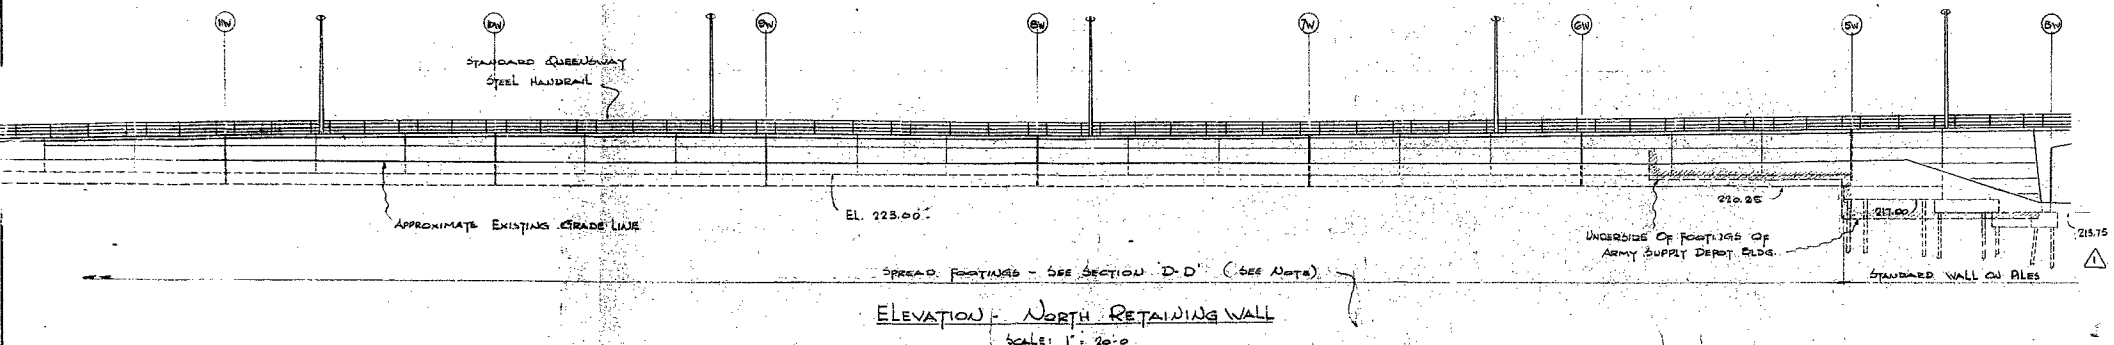 11W 10W 9W 8W 7W 6W 5W BW
STANDARD QUEENSWAY
STEEL HANDRAIL
APPROXIMATE EXISTING GRADE LINE
EL. 223.00
220.25
217.00
213.75
1
UNDERSIDE OF FOOTINGS OF
ARMY SUPPLY DEPOT BLDG.
SPREAD FOOTINGS - SEE SECTION 'D-D' (SEE NOTE)
STANDARD WALL ON PILES
ELEVATION - NORTH RETAINING WALL
SCALE: 1" = 20'-0